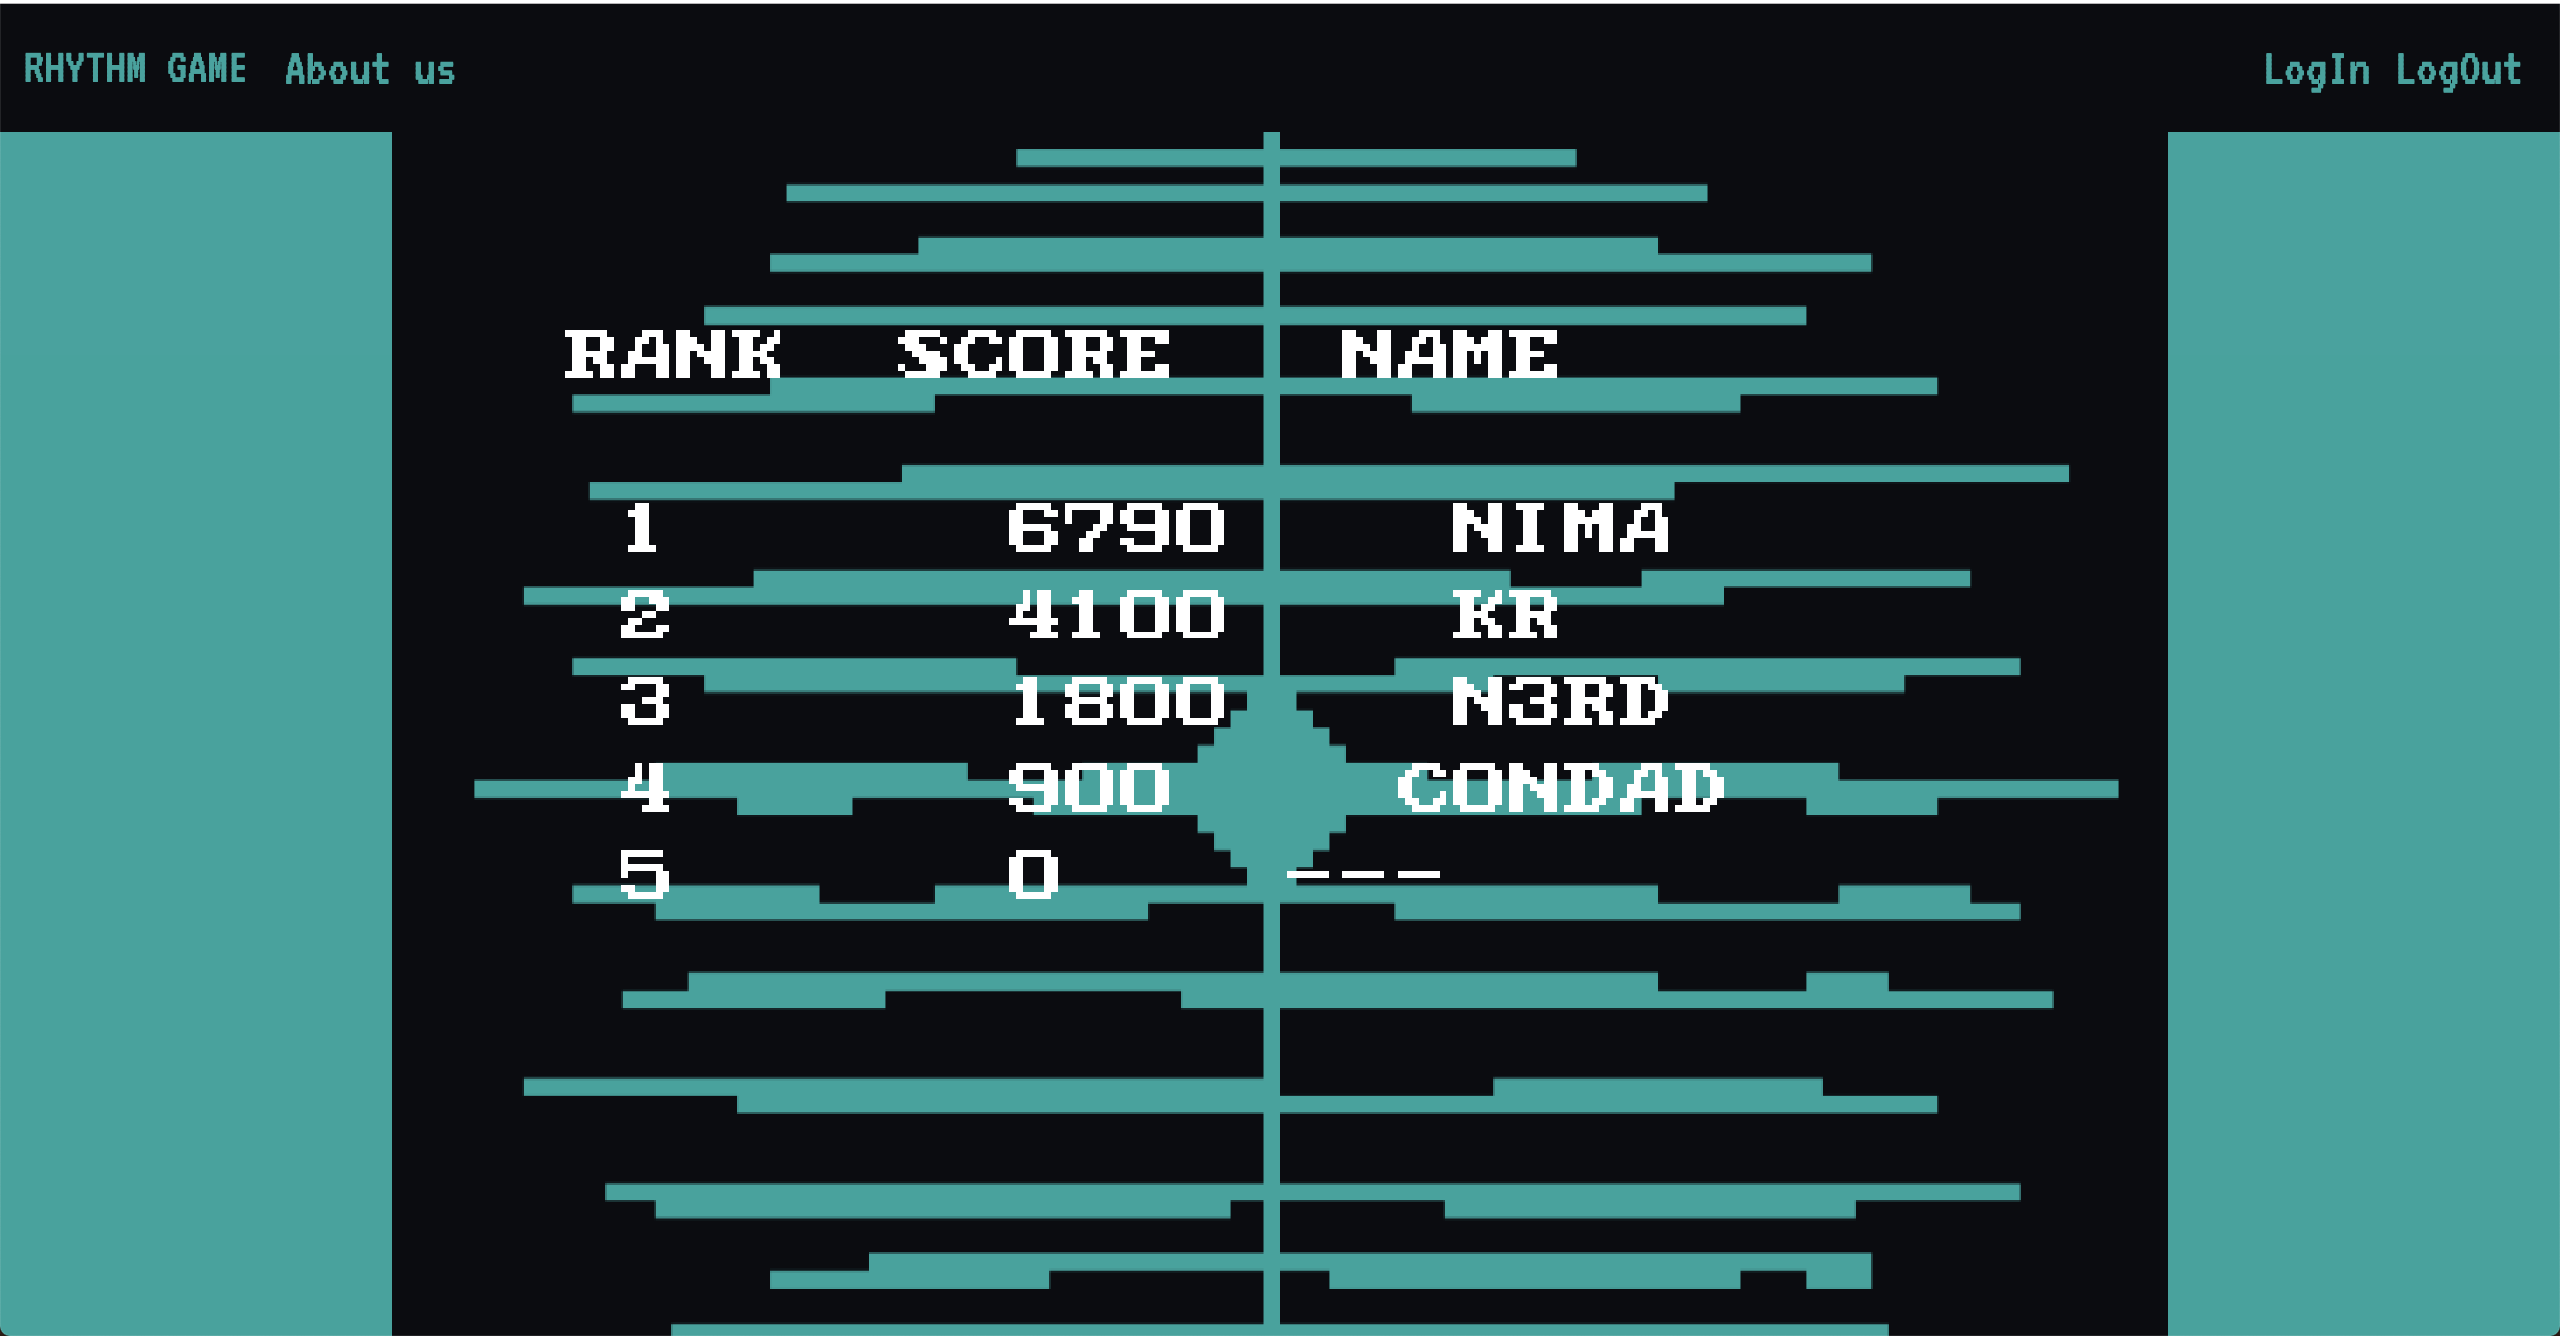 RHYTHM GAME About us LogIn LogOut
RANK SCORE NAME
1 6790 NIMA
2 4100 KR
3 1800 N3RD
4 900 CONDAD
5 0 ---